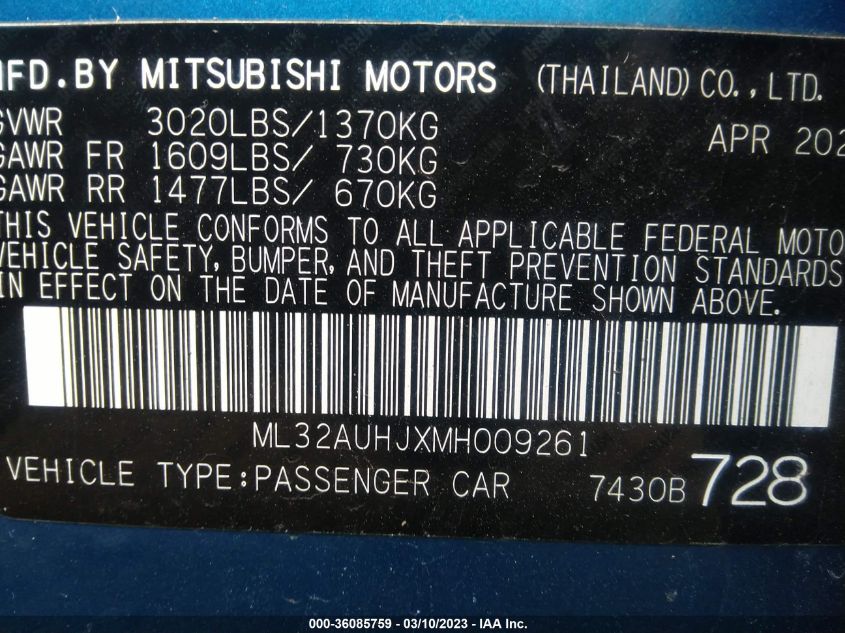 MFD.BY MITSUBISHI MOTORS (THAILAND) CO.,LTD.
GVWR 3020LBS/1370KG APR 202
GAWR FR 1609LBS/ 730KG
GAWR RR 1477LBS/ 670KG
THIS VEHICLE CONFORMS TO ALL APPLICABLE FEDERAL MOTO
VEHICLE SAFETY, BUMPER, AND THEFT PREVENTION STANDARDS
IN EFFECT ON THE DATE OF MANUFACTURE SHOWN ABOVE.
ML32AUHJXMH009261
VEHICLE TYPE:PASSENGER CAR 7430B 728
000-36085759 — 03/10/2023 — IAA Inc.